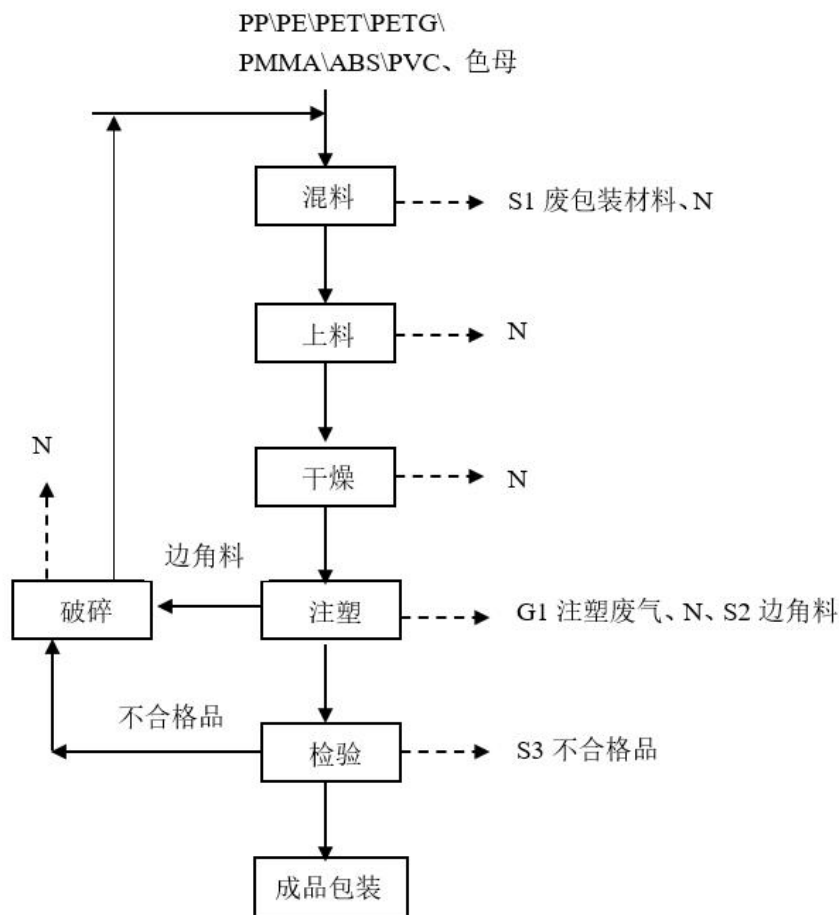 PP\PE\PET\PETG\
PMMA\ABS\PVC、色母
混料
S1 废包装材料、N
上料
N
N
干燥
N
边角料
破碎
注塑
G1 注塑废气、N、S2 边角料
不合格品
检验
S3 不合格品
成品包装